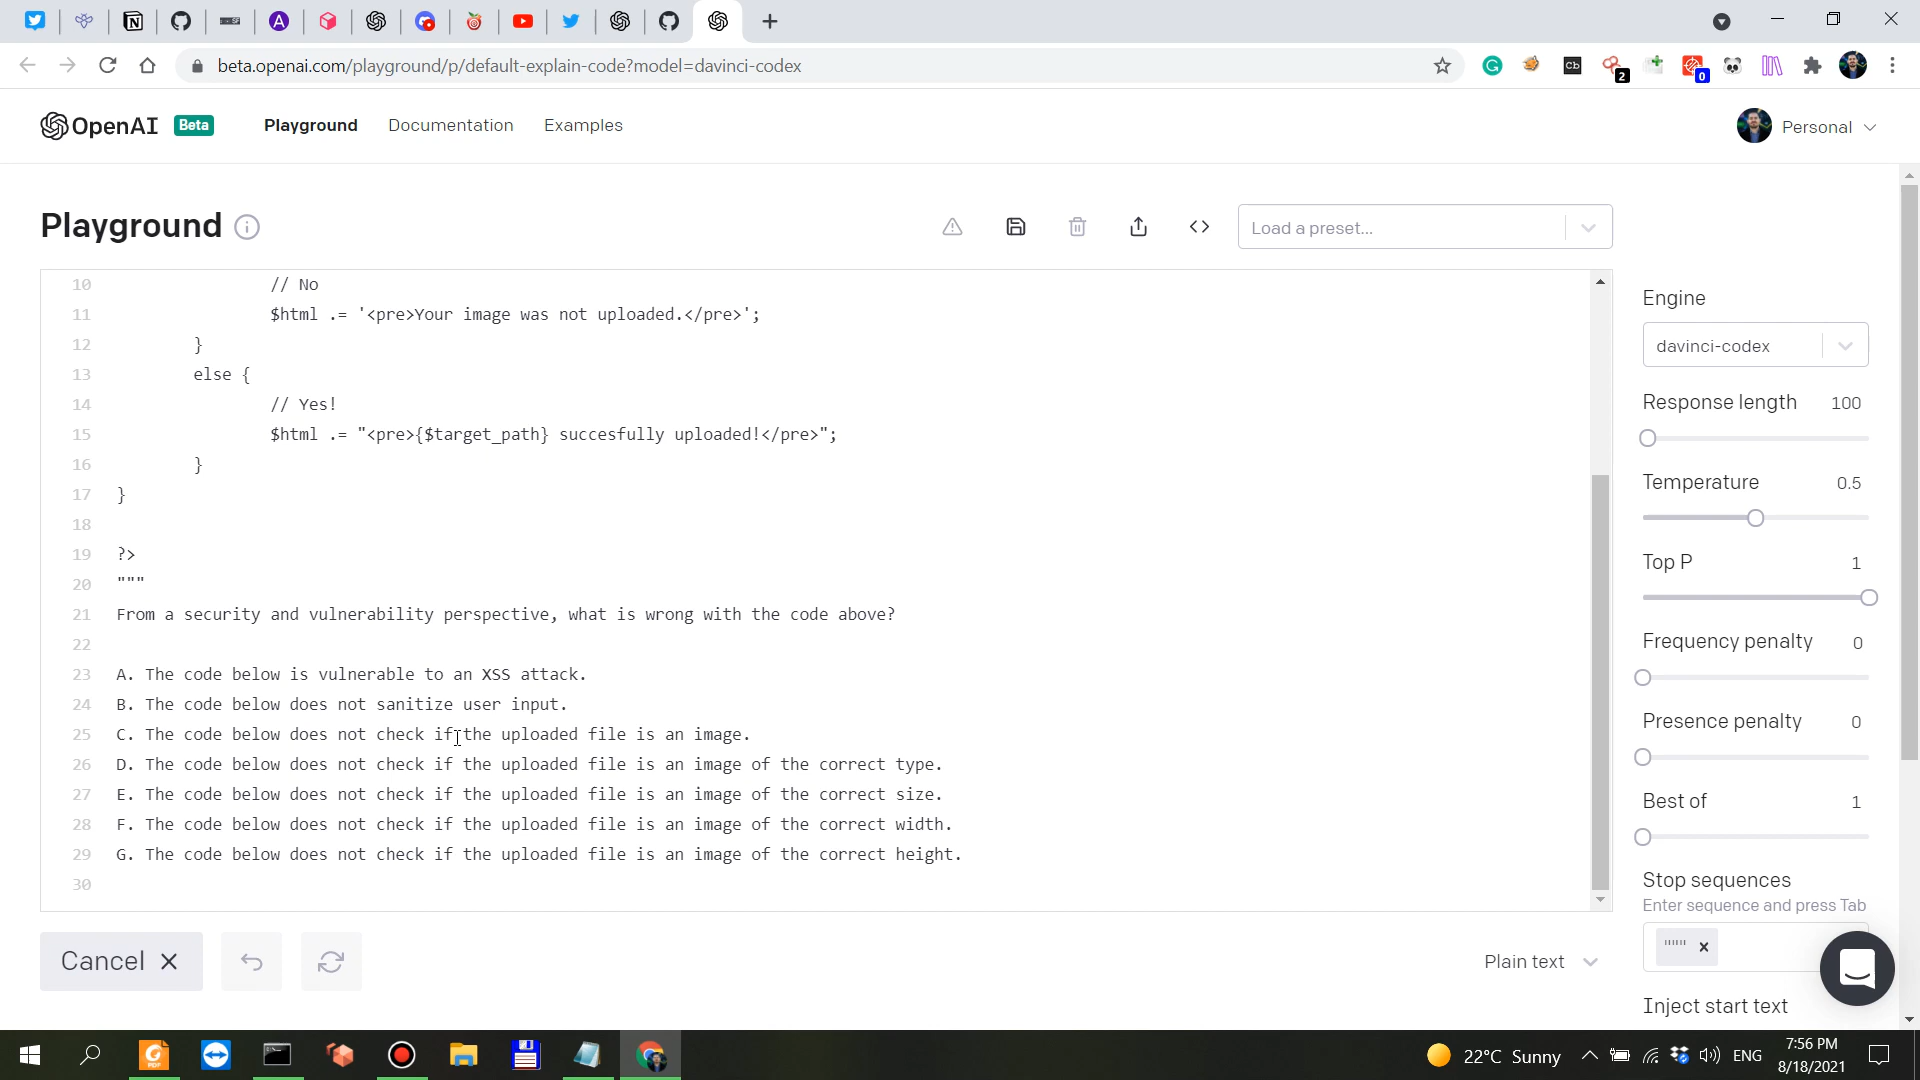 SF
A
beta.openai.com/playground/p/default-explain-code?model=davinci-codex
G
Cb
2
0
OpenAI Beta Playground Documentation Examples Personal
Playground i Load a preset...
10 // No
11 $html .= '<pre>Your image was not uploaded.</pre>';
12 }
13 else {
14 // Yes!
15 $html .= "<pre>{$target_path} succesfully uploaded!</pre>";
16 }
17 }
18
19 ?>
20 """
21 From a security and vulnerability perspective, what is wrong with the code above?
22
23 A. The code below is vulnerable to an XSS attack.
24 B. The code below does not sanitize user input.
25 C. The code below does not check if the uploaded file is an image.
26 D. The code below does not check if the uploaded file is an image of the correct type.
27 E. The code below does not check if the uploaded file is an image of the correct size.
28 F. The code below does not check if the uploaded file is an image of the correct width.
29 G. The code below does not check if the uploaded file is an image of the correct height.
30
Engine
davinci-codex
Response length 100
Temperature 0.5
Top P 1
Frequency penalty 0
Presence penalty 0
Best of 1
Stop sequences
Enter sequence and press Tab
""" ×
Inject start text
Cancel ×
Plain text
PDF
22°C Sunny
ENG
7:56 PM
8/18/2021